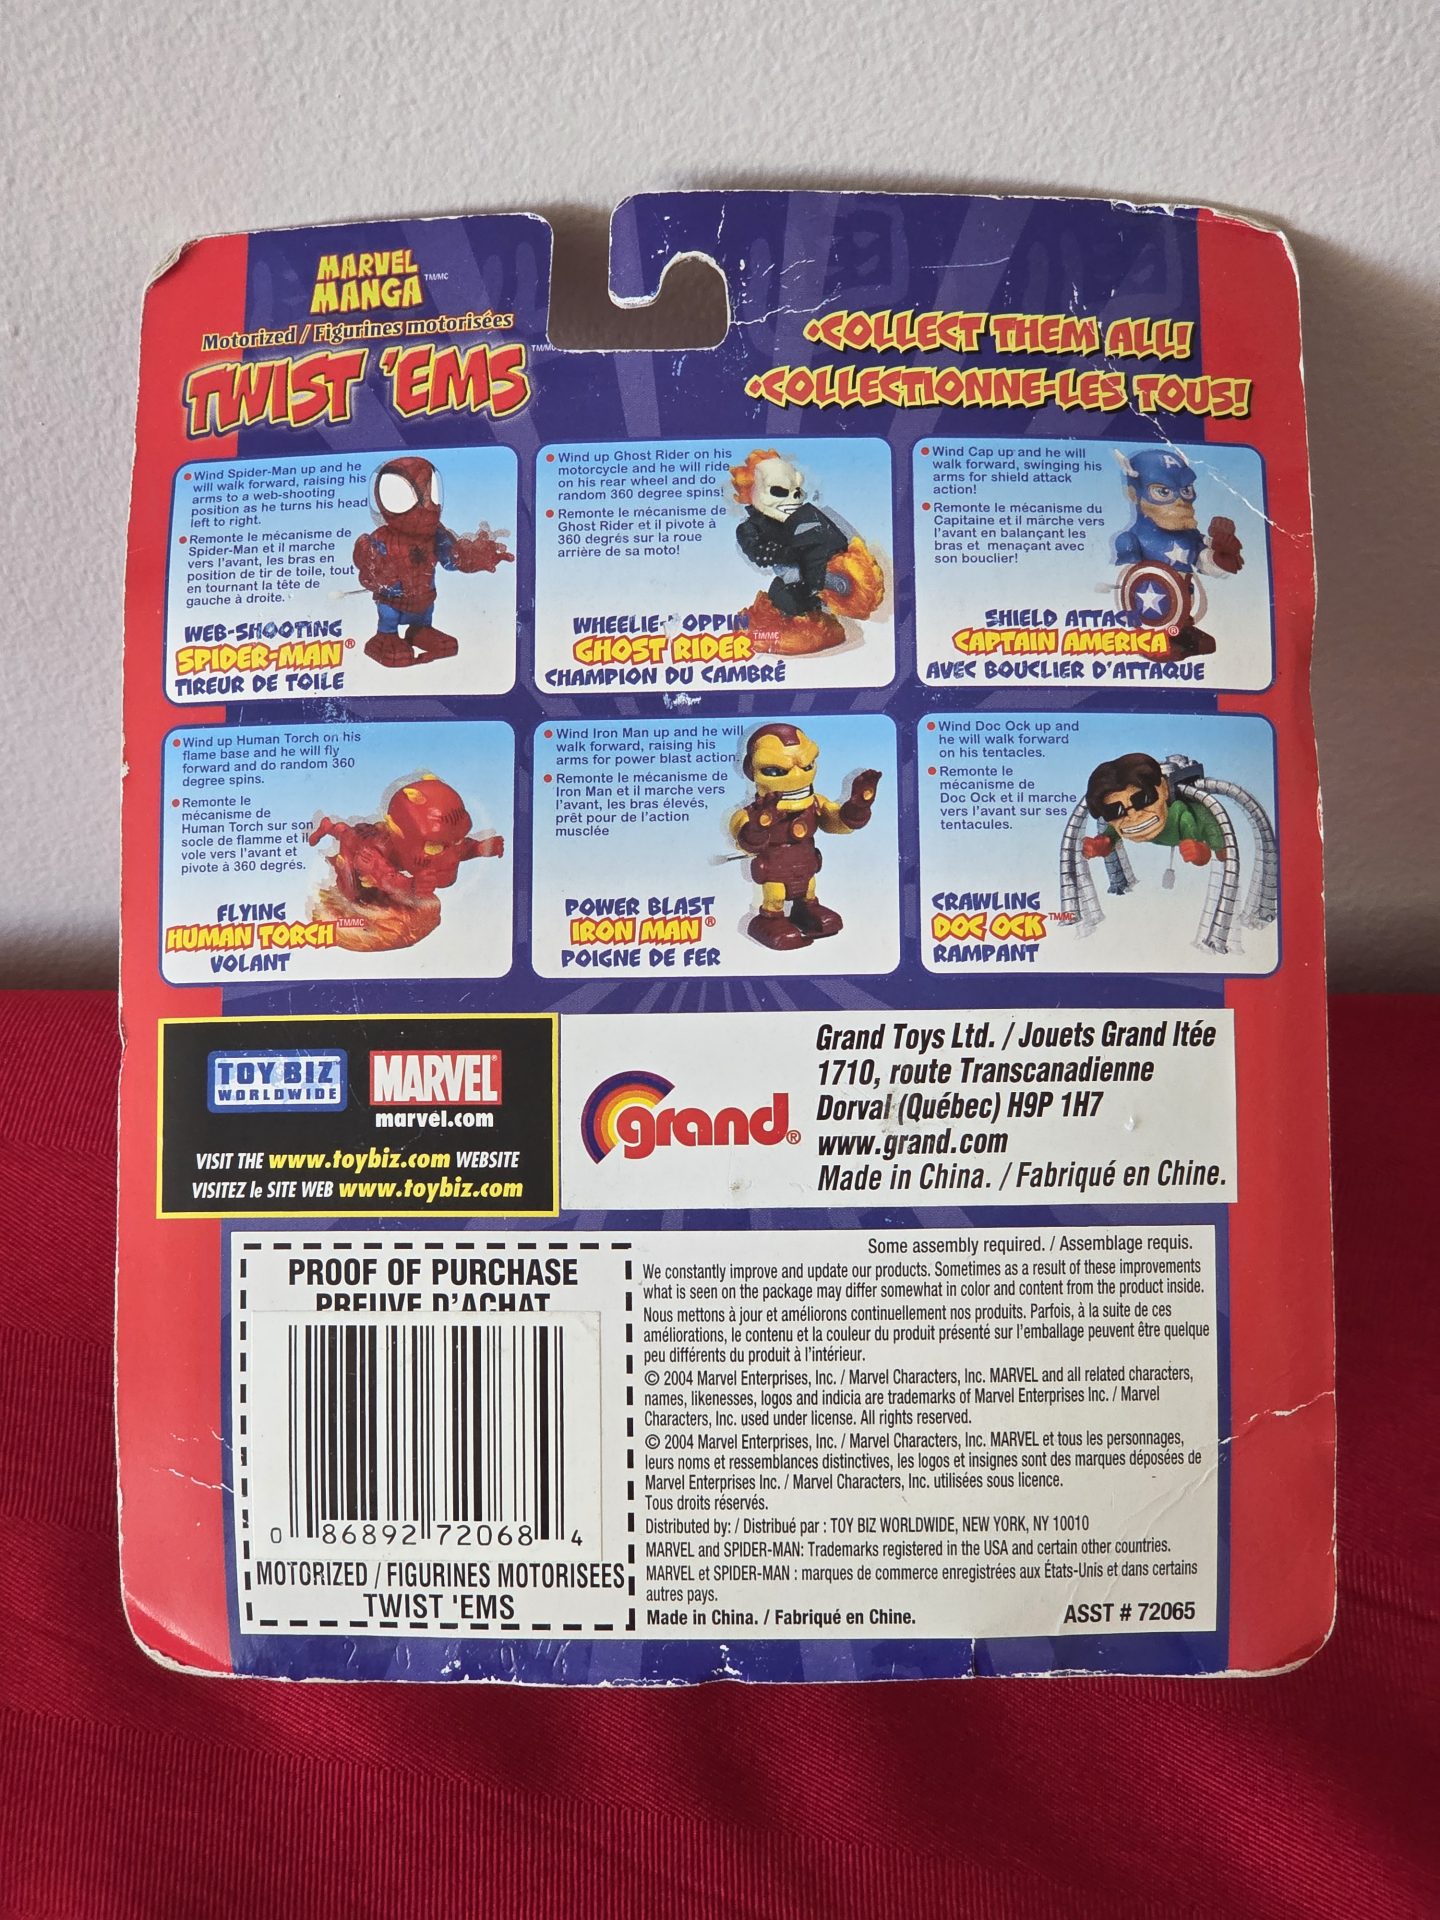 MARVEL
MANGA TM/MC
Motorized / Figurines motorisées
TWIST 'EMS TM/MC
•COLLECT THEM ALL!
•COLLECTIONNE-LES TOUS!
• Wind Spider-Man up and he
will walk forward, raising his
arms to a web-shooting
position as he turns his head
left to right.
• Remonte le mécanisme de
Spider-Man et il marche
vers l'avant, les bras en
position de tir de toile, tout
en tournant la tête de
gauche à droite.
WEB-SHOOTING
SPIDER-MAN®
TIREUR DE TOILE
• Wind up Ghost Rider on his
motorcycle and he will ride
on his rear wheel and do
random 360 degree spins!
• Remonte le mécanisme de
Ghost Rider et il pivote à
360 degrés sur la roue
arrière de sa moto!
GHOST RIDER TM/MC
CHAMPION DU CAMBRÉ
• Wind Cap up and he will
walk forward, swinging his
arms for shield attack
action!
• Remonte le mécanisme du
Capitaine et il märche vers
l'avant en balançant les
bras et menaçant avec
son bouclier!
SHIELD ATTACK
CAPTAIN AMERICA®
AVEC BOUCLIER D'ATTAQUE
• Wind up Human Torch on his
flame base and he will fly
forward and do random 360
degree spins.
• Remonte le
mécanisme de
Human Torch sur son
socle de flamme et il
vole vers l'avant et
pivote à 360 degrés.
FLYING
HUMAN TORCH TM/MC
VOLANT
• Wind Iron Man up and he will
walk forward, raising his
arms for power blast action.
• Remonte le mécanisme de
Iron Man et il marche vers
l'avant, les bras élevés,
prêt pour de l'action
musclée
POWER BLAST
IRON MAN®
POIGNE DE FER
• Wind Doc Ock up and
he will walk forward
on his tentacles.
• Remonte le
mécanisme de
Doc Ock et il marche
vers l'avant sur ses
tentacules.
CRAWLING
DOC OCK TM/MC
RAMPANT
TOY BIZ
WORLDWIDE
MARVEL®
marvel.com
VISIT THE www.toybiz.com WEBSITE
VISITEZ le SITE WEB www.toybiz.com
grand®
Grand Toys Ltd. / Jouets Grand ltée
1710, route Transcanadienne
Dorval (Québec) H9P 1H7
www.grand.com
Made in China. / Fabriqué en Chine.
PROOF OF PURCHASE
PREUVE D'ACHAT
0 86892 72068 4
MOTORIZED / FIGURINES MOTORISEES
TWIST 'EMS
Some assembly required. / Assemblage requis.
We constantly improve and update our products. Sometimes as a result of these improvements
what is seen on the package may differ somewhat in color and content from the product inside.
Nous mettons à jour et améliorons continuellement nos produits. Parfois, à la suite de ces
améliorations, le contenu et la couleur du produit présenté sur l'emballage peuvent être quelque
peu différents du produit à l'intérieur.
© 2004 Marvel Enterprises, Inc. / Marvel Characters, Inc. MARVEL and all related characters,
names, likenesses, logos and indicia are trademarks of Marvel Enterprises Inc. / Marvel
Characters, Inc. used under license. All rights reserved.
© 2004 Marvel Enterprises, Inc. / Marvel Characters, Inc. MARVEL et tous les personnages,
leurs noms et ressemblances distinctives, les logos et insignes sont des marques déposées de
Marvel Enterprises Inc. / Marvel Characters, Inc. utilisées sous licence.
Tous droits réservés.
Distributed by: / Distribué par : TOY BIZ WORLDWIDE, NEW YORK, NY 10010
MARVEL and SPIDER-MAN: Trademarks registered in the USA and certain other countries.
MARVEL et SPIDER-MAN : marques de commerce enregistrées aux États-Unis et dans certains
autres pays.
Made in China. / Fabriqué en Chine.
ASST # 72065